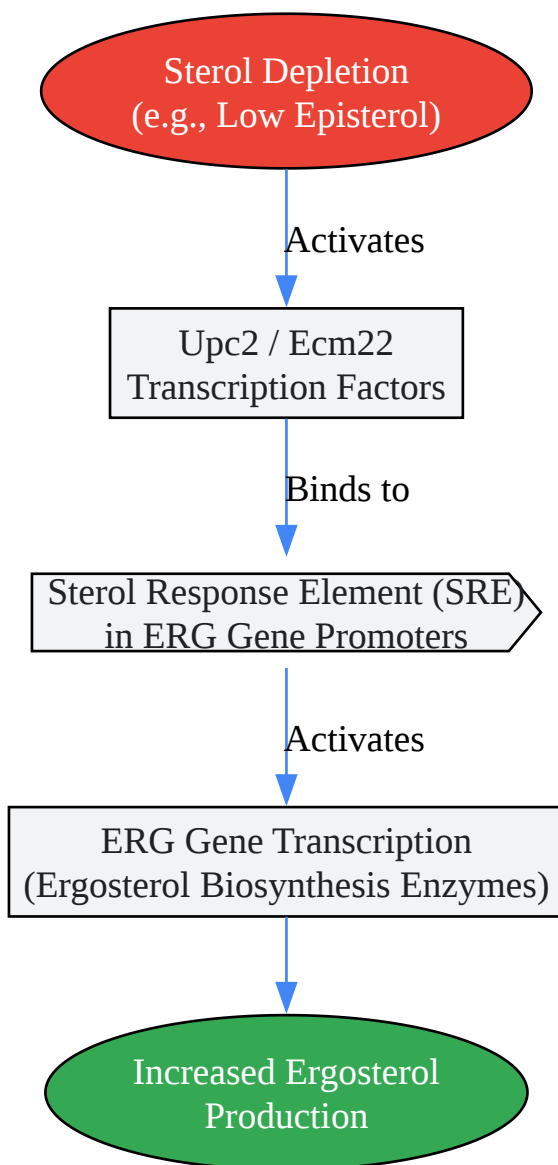 Sterol Depletion
(e.g., Low Episterol)
Activates
Upc2 / Ecm22
Transcription Factors
Binds to
Sterol Response Element (SRE)
in ERG Gene Promoters
Activates
ERG Gene Transcription
(Ergosterol Biosynthesis Enzymes)
Increased Ergosterol
Production